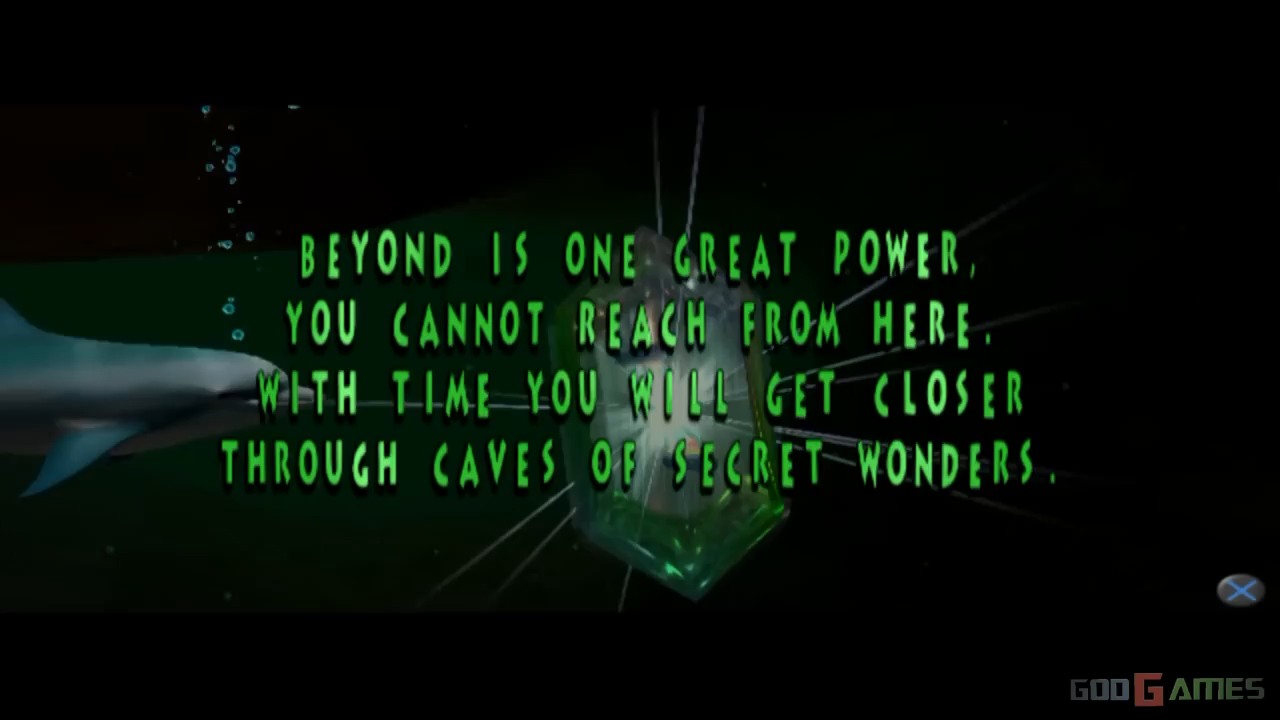 BEYOND IS ONE GREAT POWER,
YOU CANNOT REACH FROM HERE.
WITH TIME YOU WILL GET CLOSER
THROUGH CAVES OF SECRET WONDERS.
GODGAMES